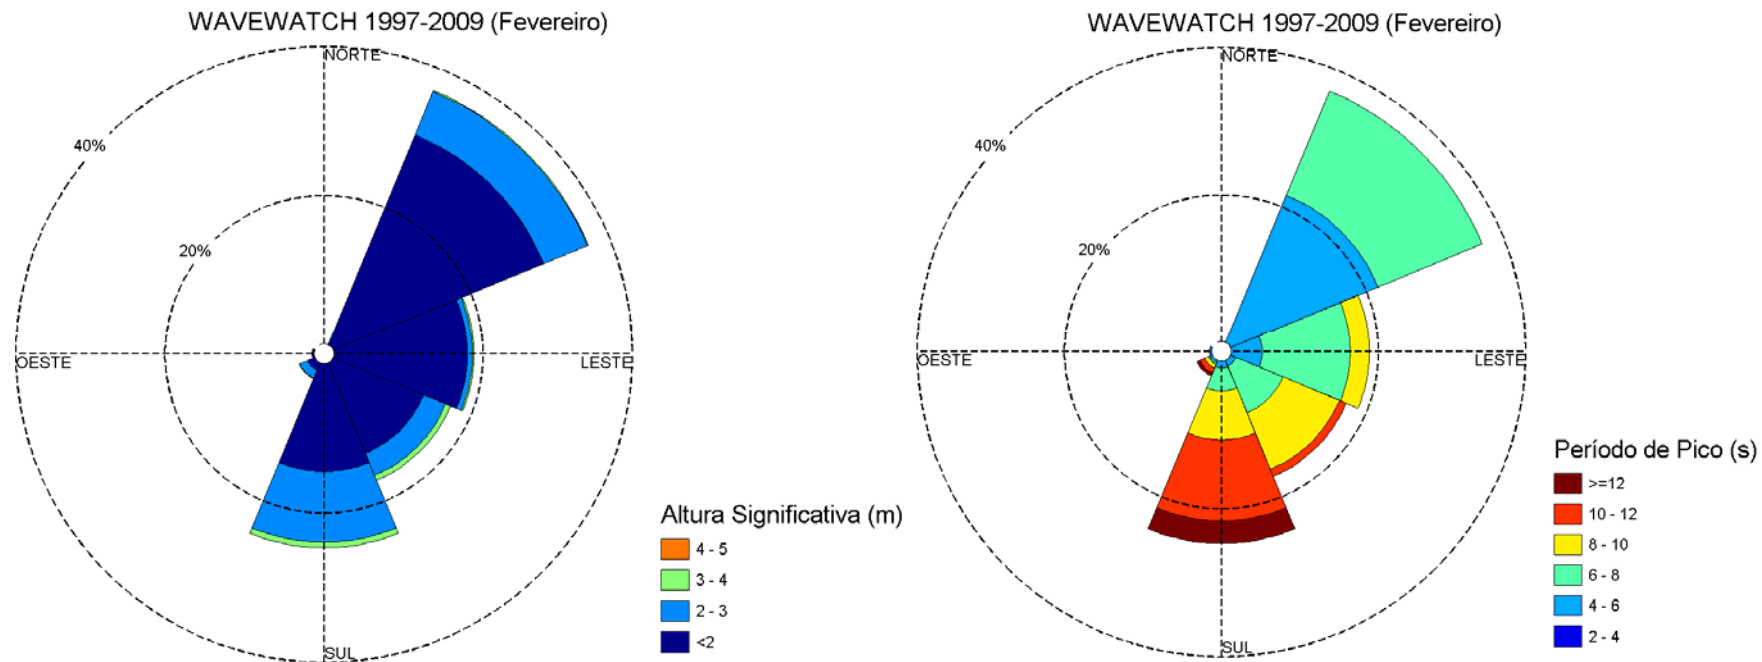 WAVEWATCH 1997-2009 (Fevereiro)
NORTE
40%
20%
OESTE
LESTE
SUL
Altura Significativa (m)
4 - 5
3 - 4
2 - 3
<2
WAVEWATCH 1997-2009 (Fevereiro)
NORTE
40%
20%
OESTE
LESTE
SUL
Período de Pico (s)
>=12
10 - 12
8 - 10
6 - 8
4 - 6
2 - 4